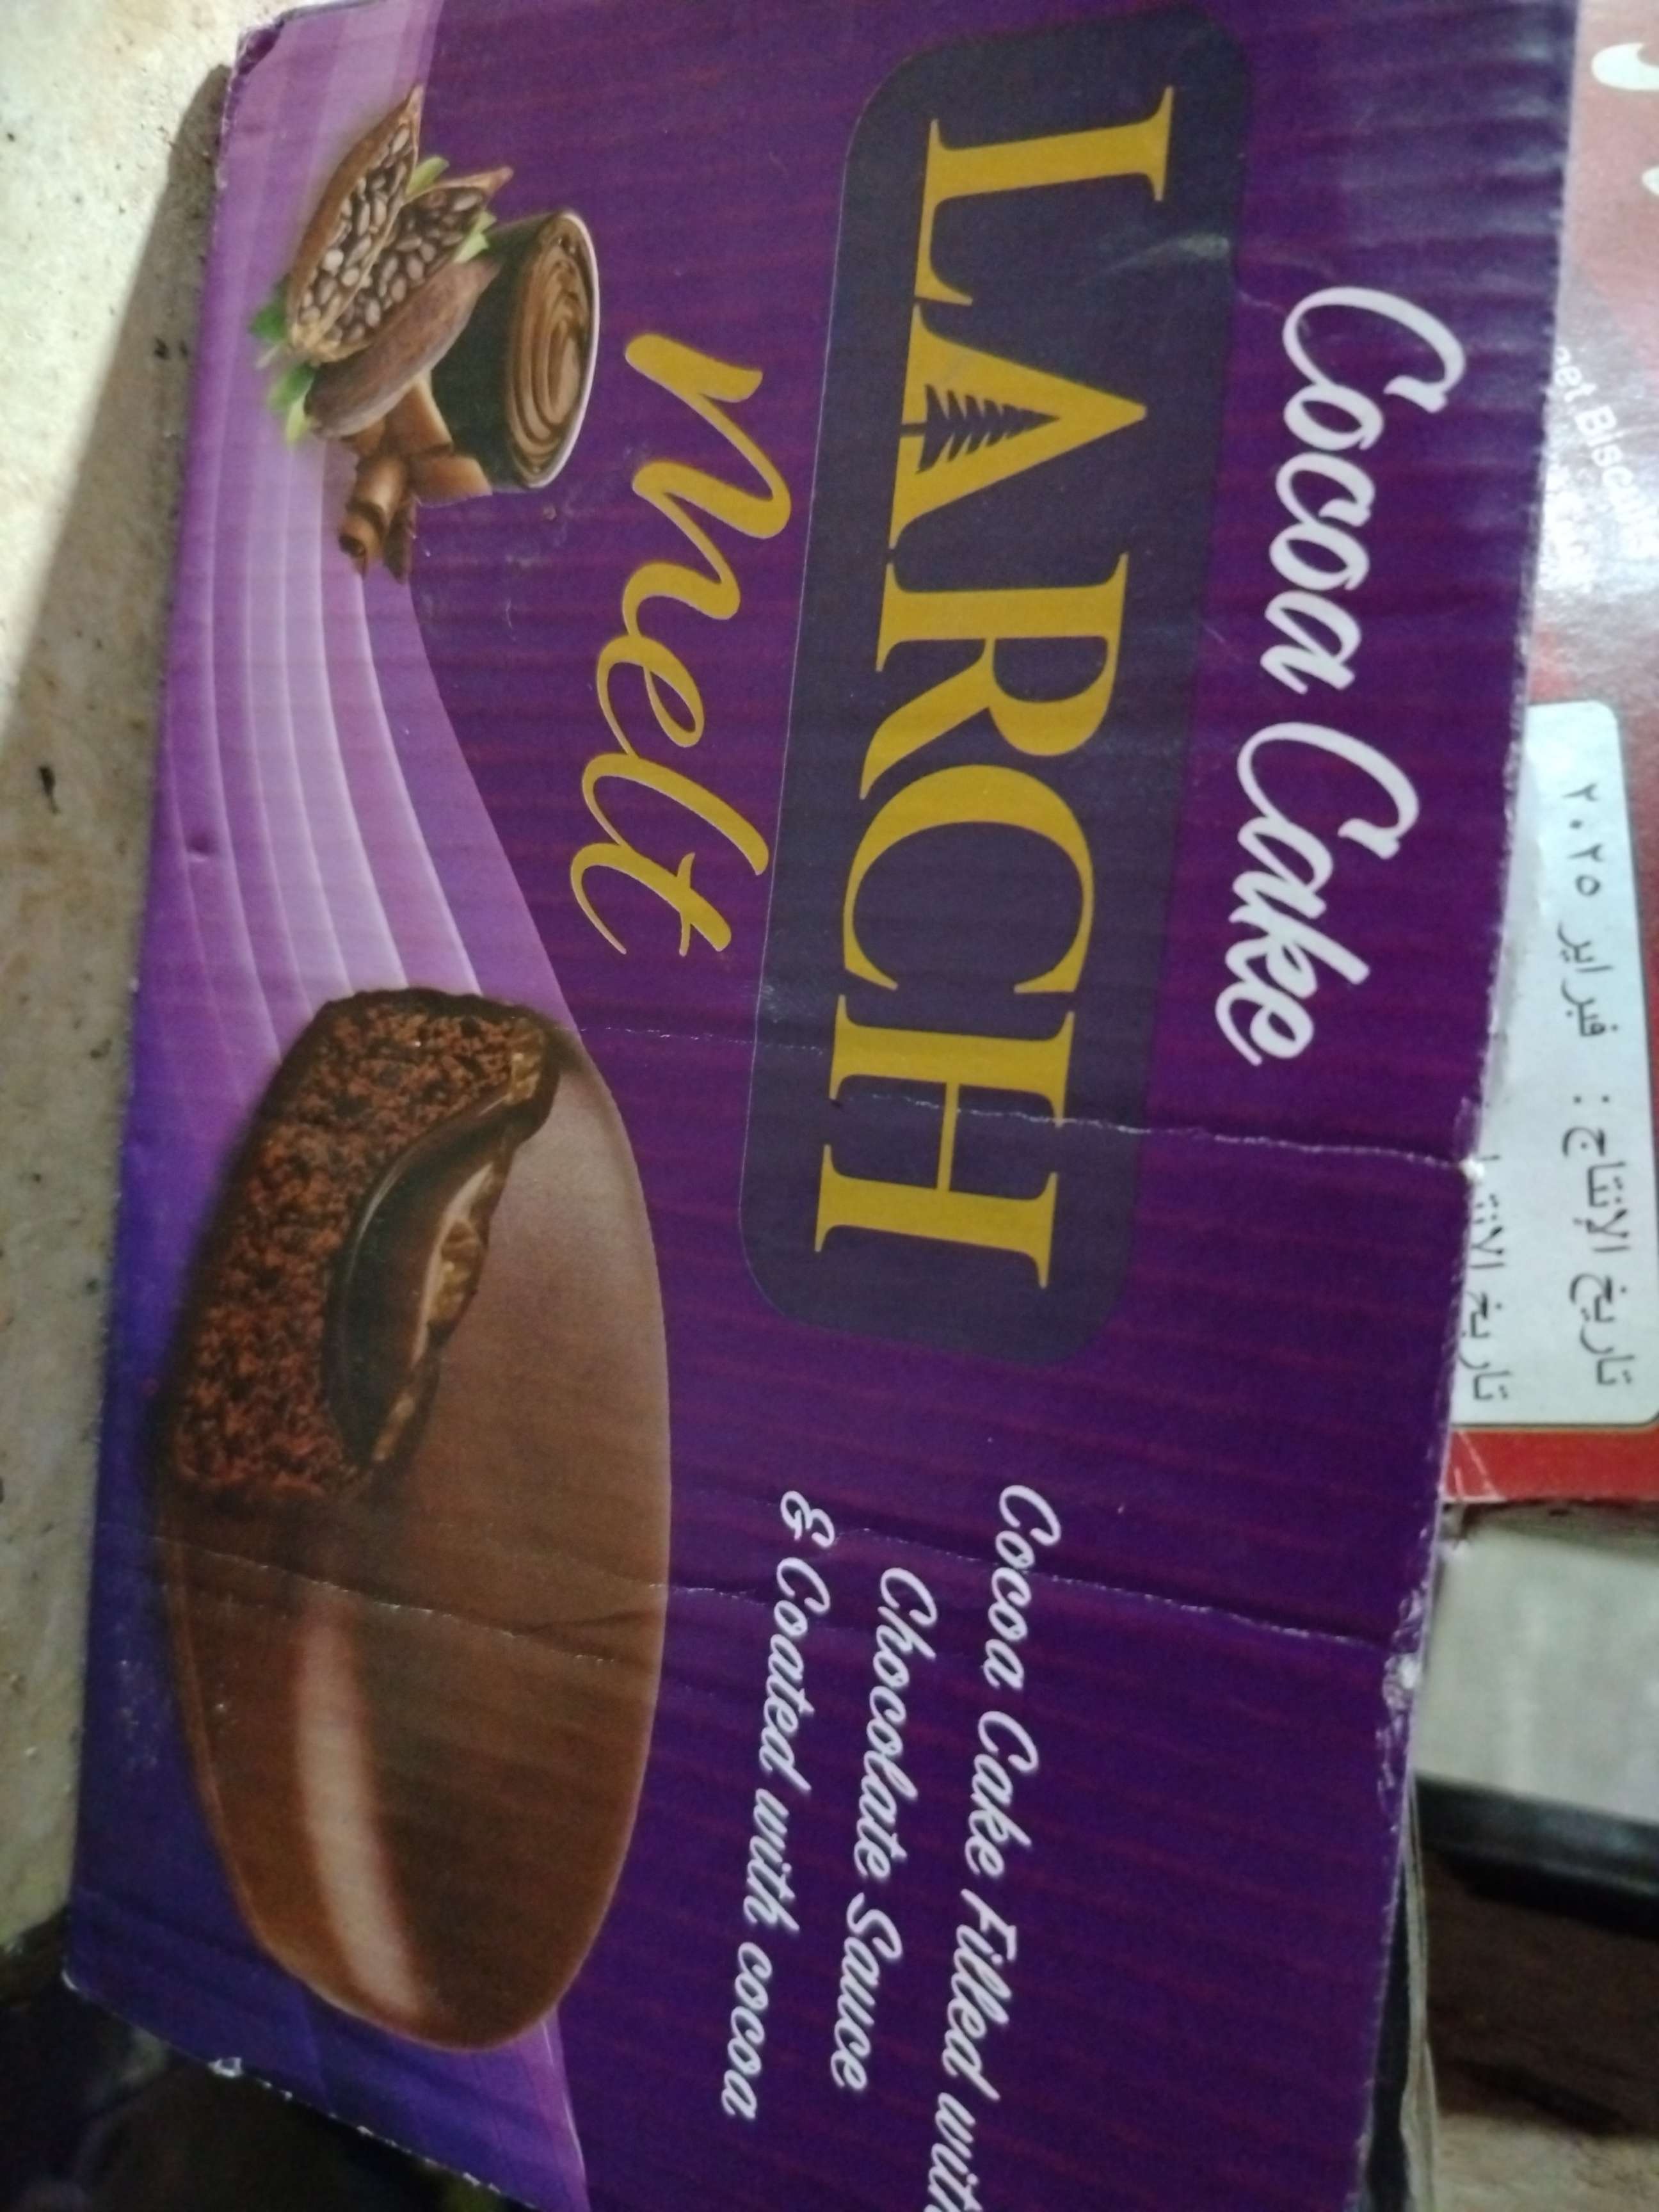 Cocoa Cake
LARCH
Melt
Cocoa Cake Filled with
Chocolate Sauce
& Coated with cocoa
تاريخ الإنتاج : فبراير ٢٠٢٥